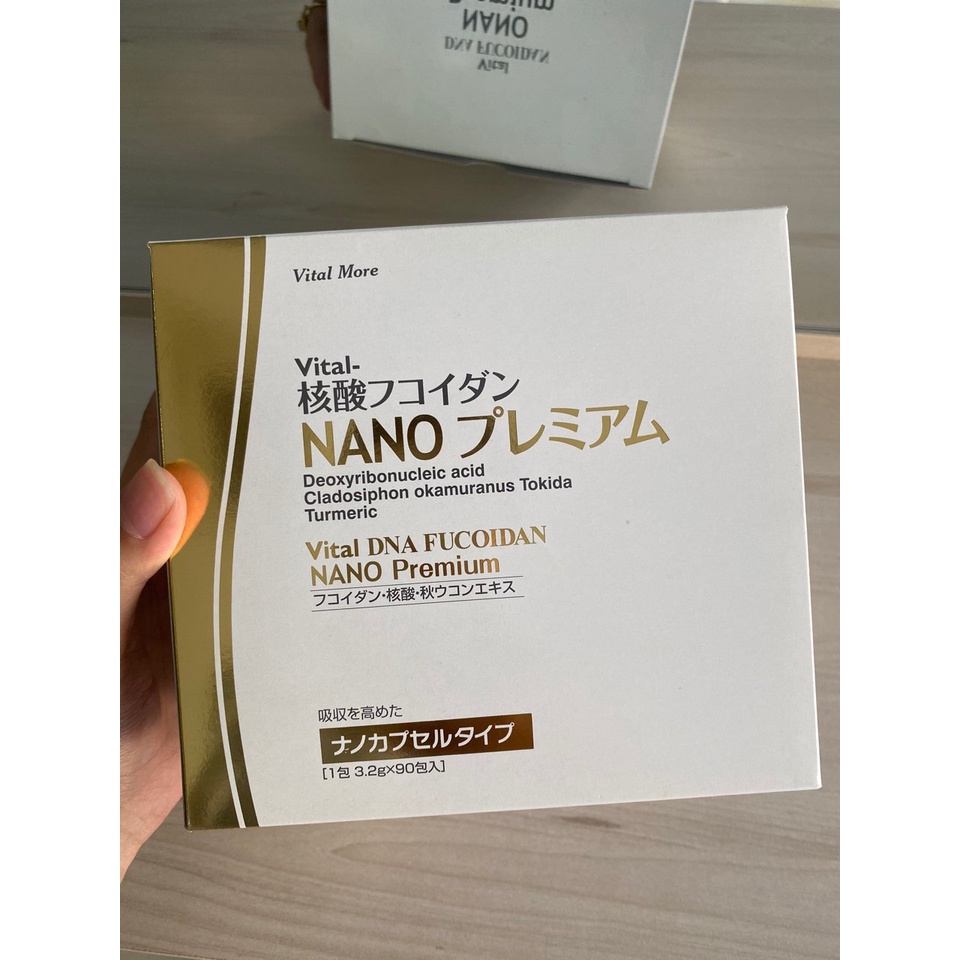 Premium
NANO
DNA FUCOIDAN
Vital
Vital More
Vital-
核酸フコイダン
NANO プレミアム
Deoxyribonucleic acid
Cladosiphon okamuranus Tokida
Turmeric
Vital DNA FUCOIDAN
NANO Premium
フコイダン・核酸・秋ウコンエキス
吸収を高めた
ナノカプセルタイプ
[1包 3.2g×90包入]